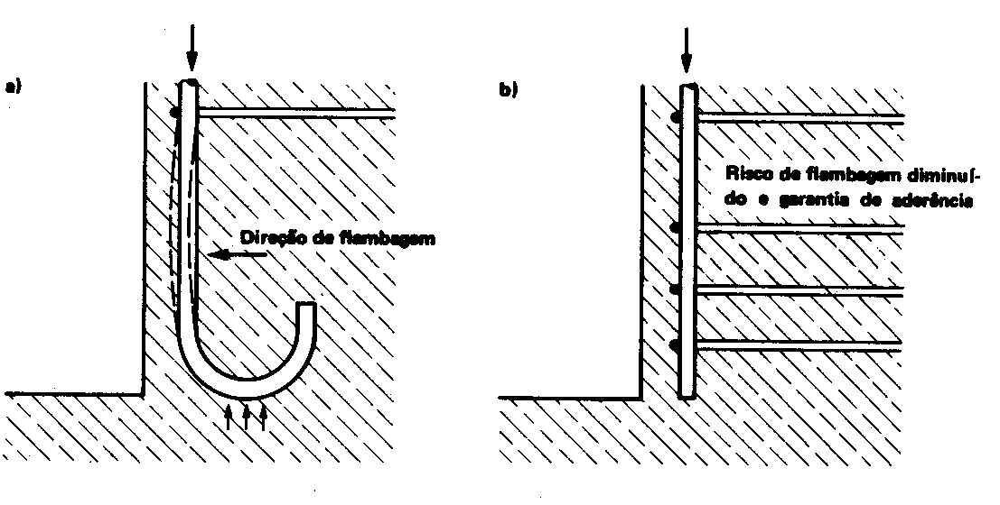 a)
Direção de flambagem
b)
Risco de flambagem diminuí-
do e garantia de aderência